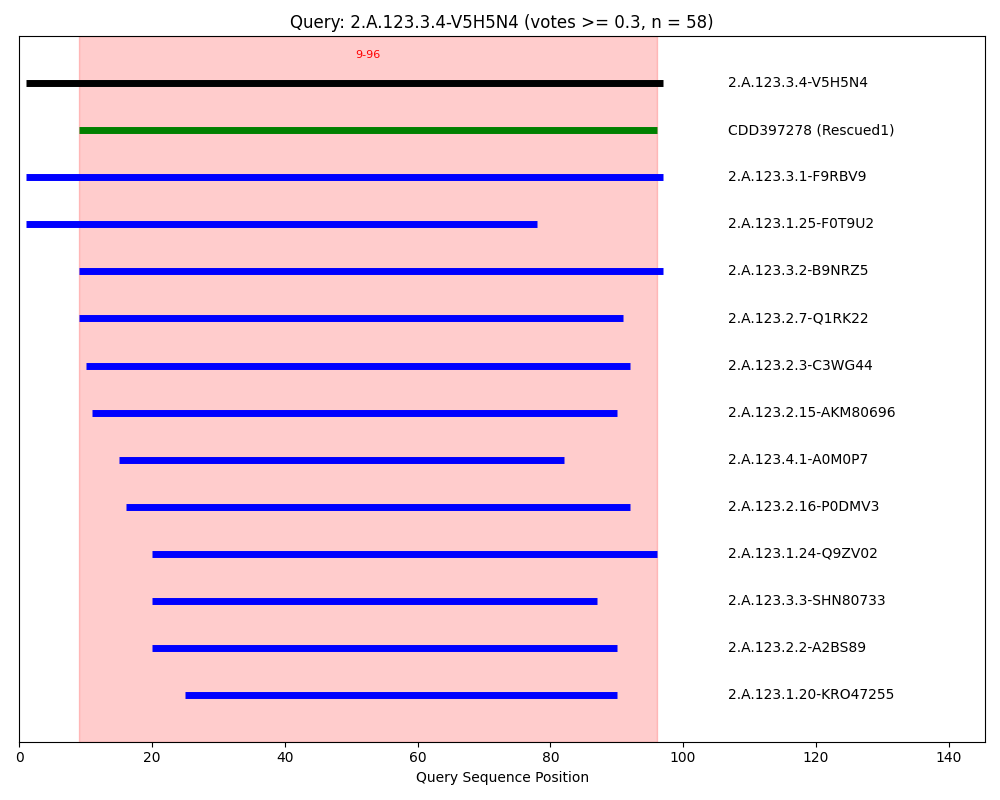 Query: 2.A.123.3.4-V5H5N4 (votes >= 0.3, n = 58)
9-96
2.A.123.3.4-V5H5N4
CDD397278 (Rescued1)
2.A.123.3.1-F9RBV9
2.A.123.1.25-F0T9U2
2.A.123.3.2-B9NRZ5
2.A.123.2.7-Q1RK22
2.A.123.2.3-C3WG44
2.A.123.2.15-AKM80696
2.A.123.4.1-A0M0P7
2.A.123.2.16-P0DMV3
2.A.123.1.24-Q9ZV02
2.A.123.3.3-SHN80733
2.A.123.2.2-A2BS89
2.A.123.1.20-KRO47255
0 20 40 60 80 100 120 140
Query Sequence Position